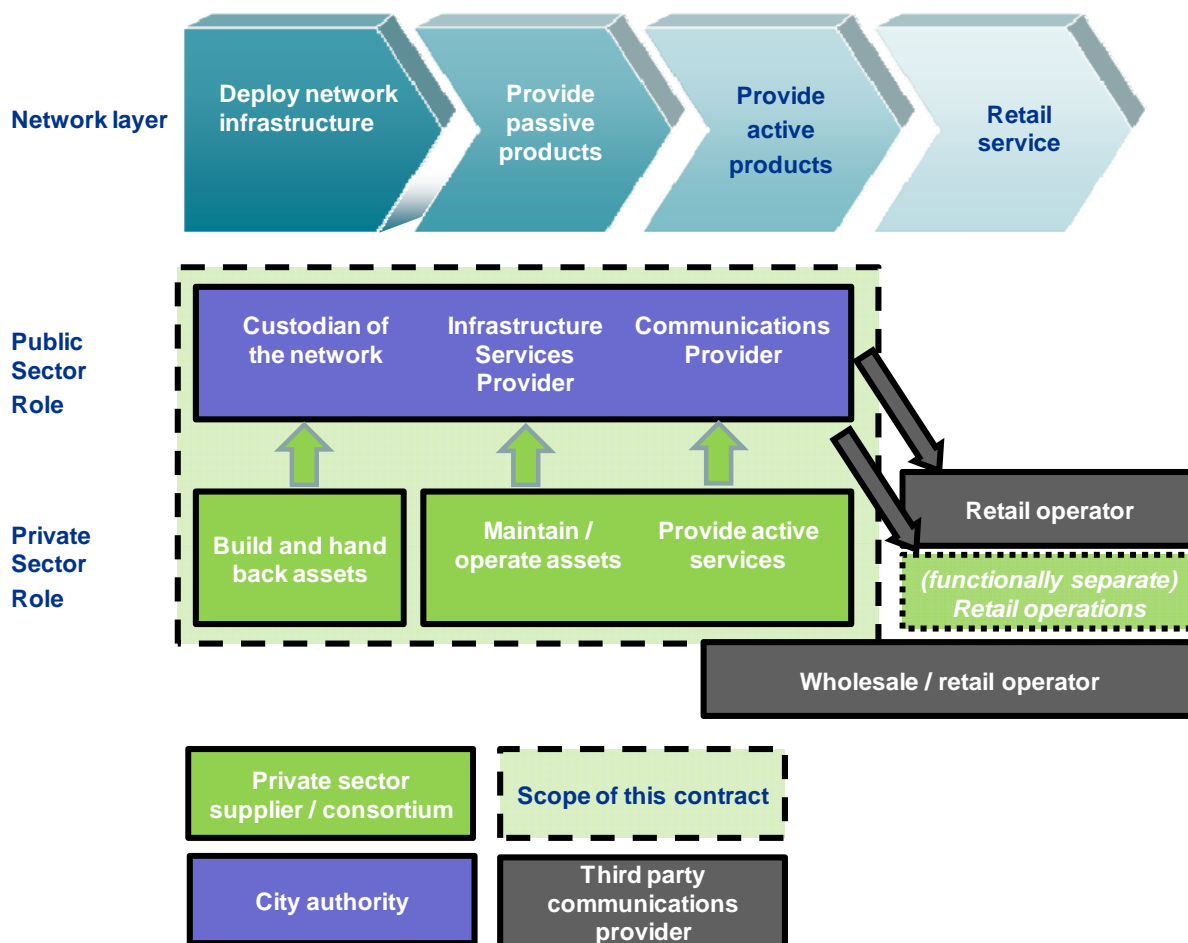 Network layer
Deploy network
infrastructure
Provide
passive
products
Provide
active
products
Retail
service
Public
Sector
Role
Custodian of
the network
Infrastructure
Services
Provider
Communications
Provider
Private
Sector
Role
Build and hand
back assets
Maintain /
operate assets
Provide active
services
Retail operator
(functionally separate)
Retail operations
Wholesale / retail operator
Private sector
supplier / consortium
Scope of this contract
City authority
Third party
communications
provider